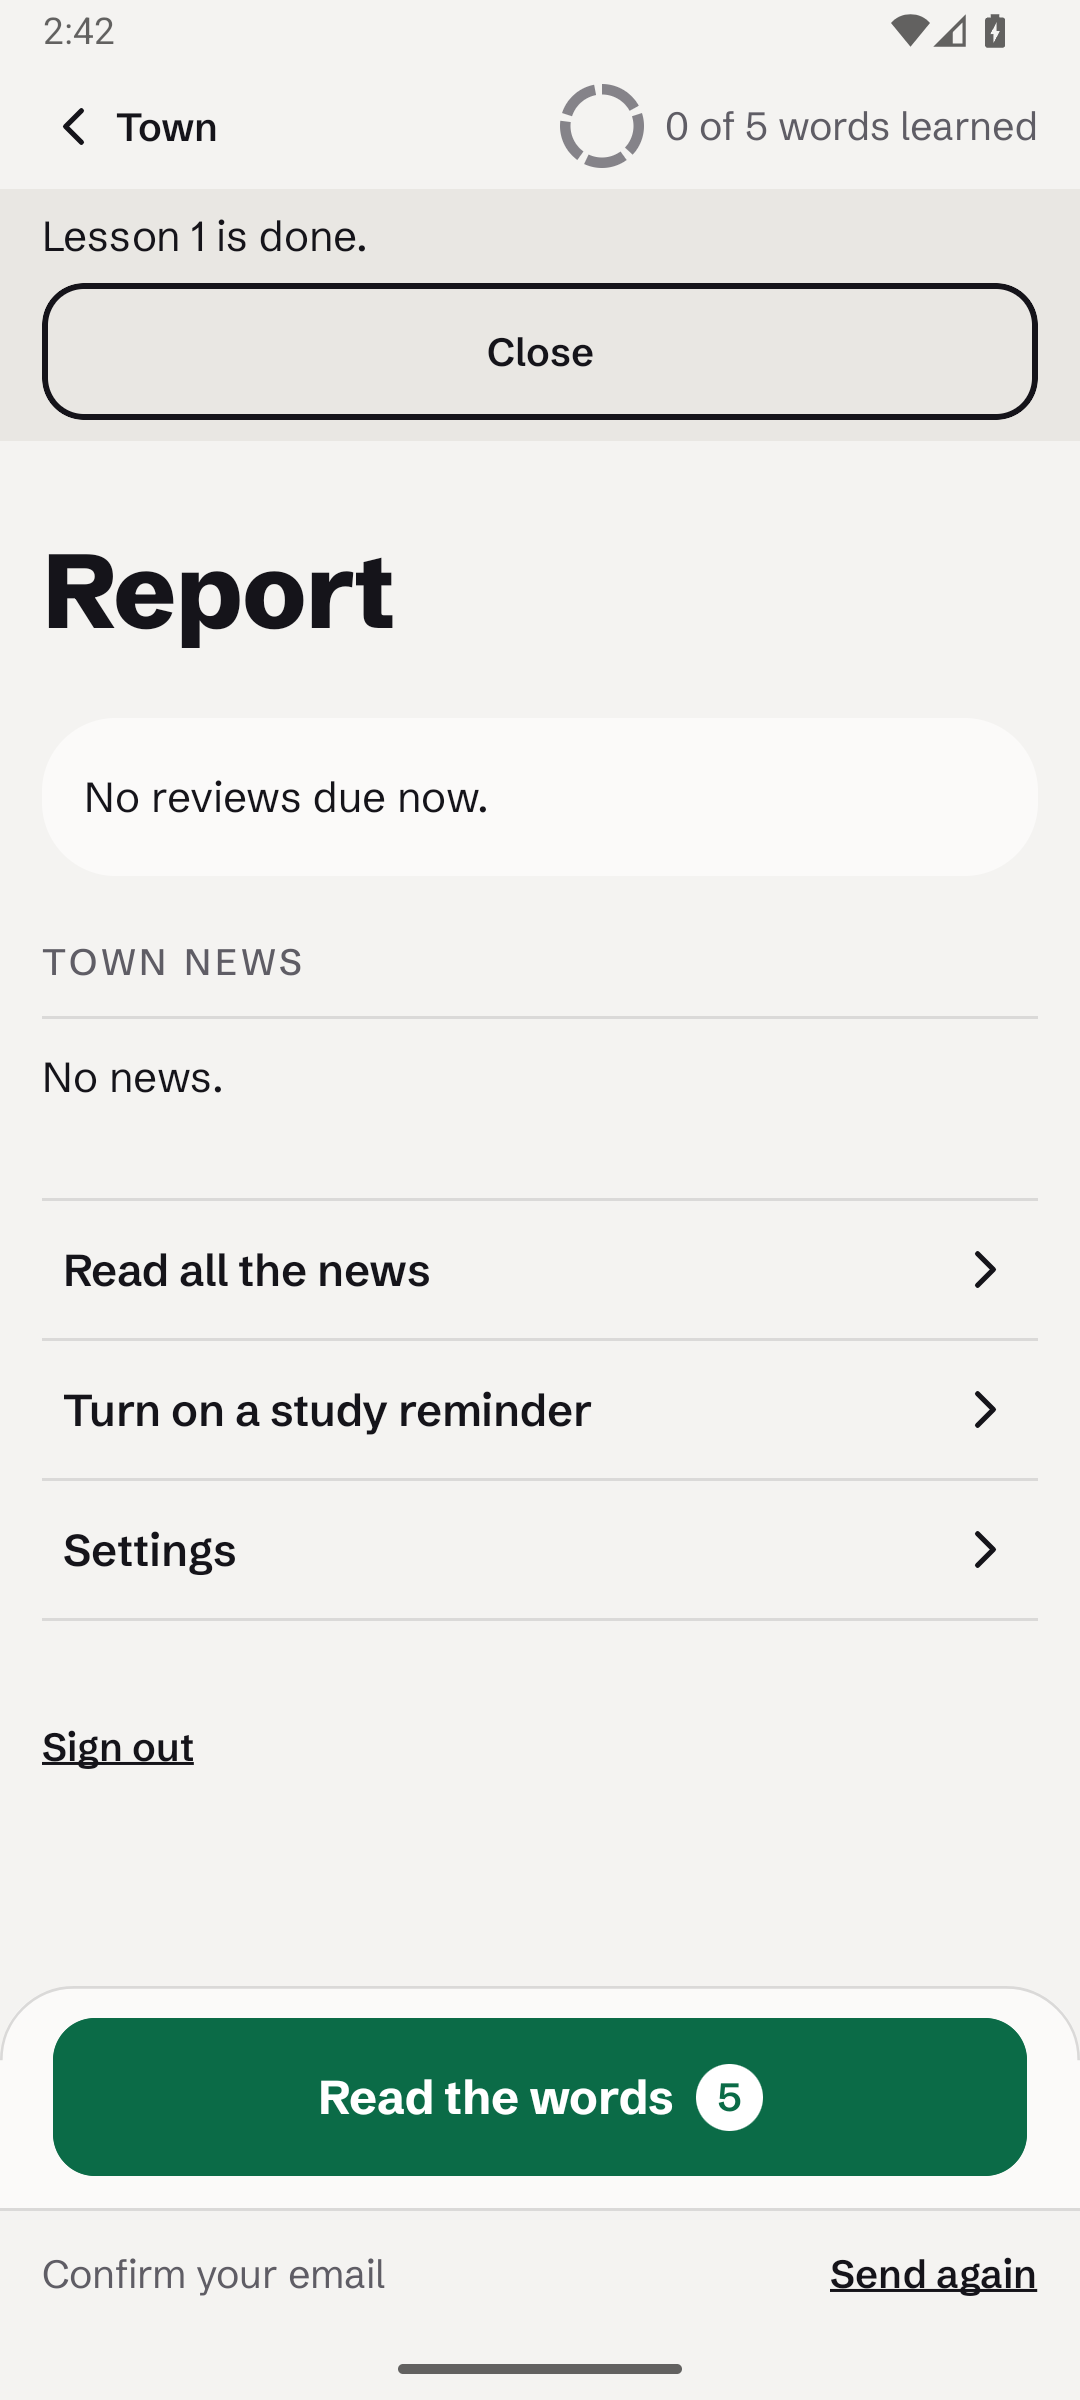 2:42
Town
0 of 5 words learned
Lesson 1 is done.
Close
Report
No reviews due now.
TOWN NEWS
No news.
Read all the news
Turn on a study reminder
Settings
Sign out
Read the words 5
Confirm your email
Send again